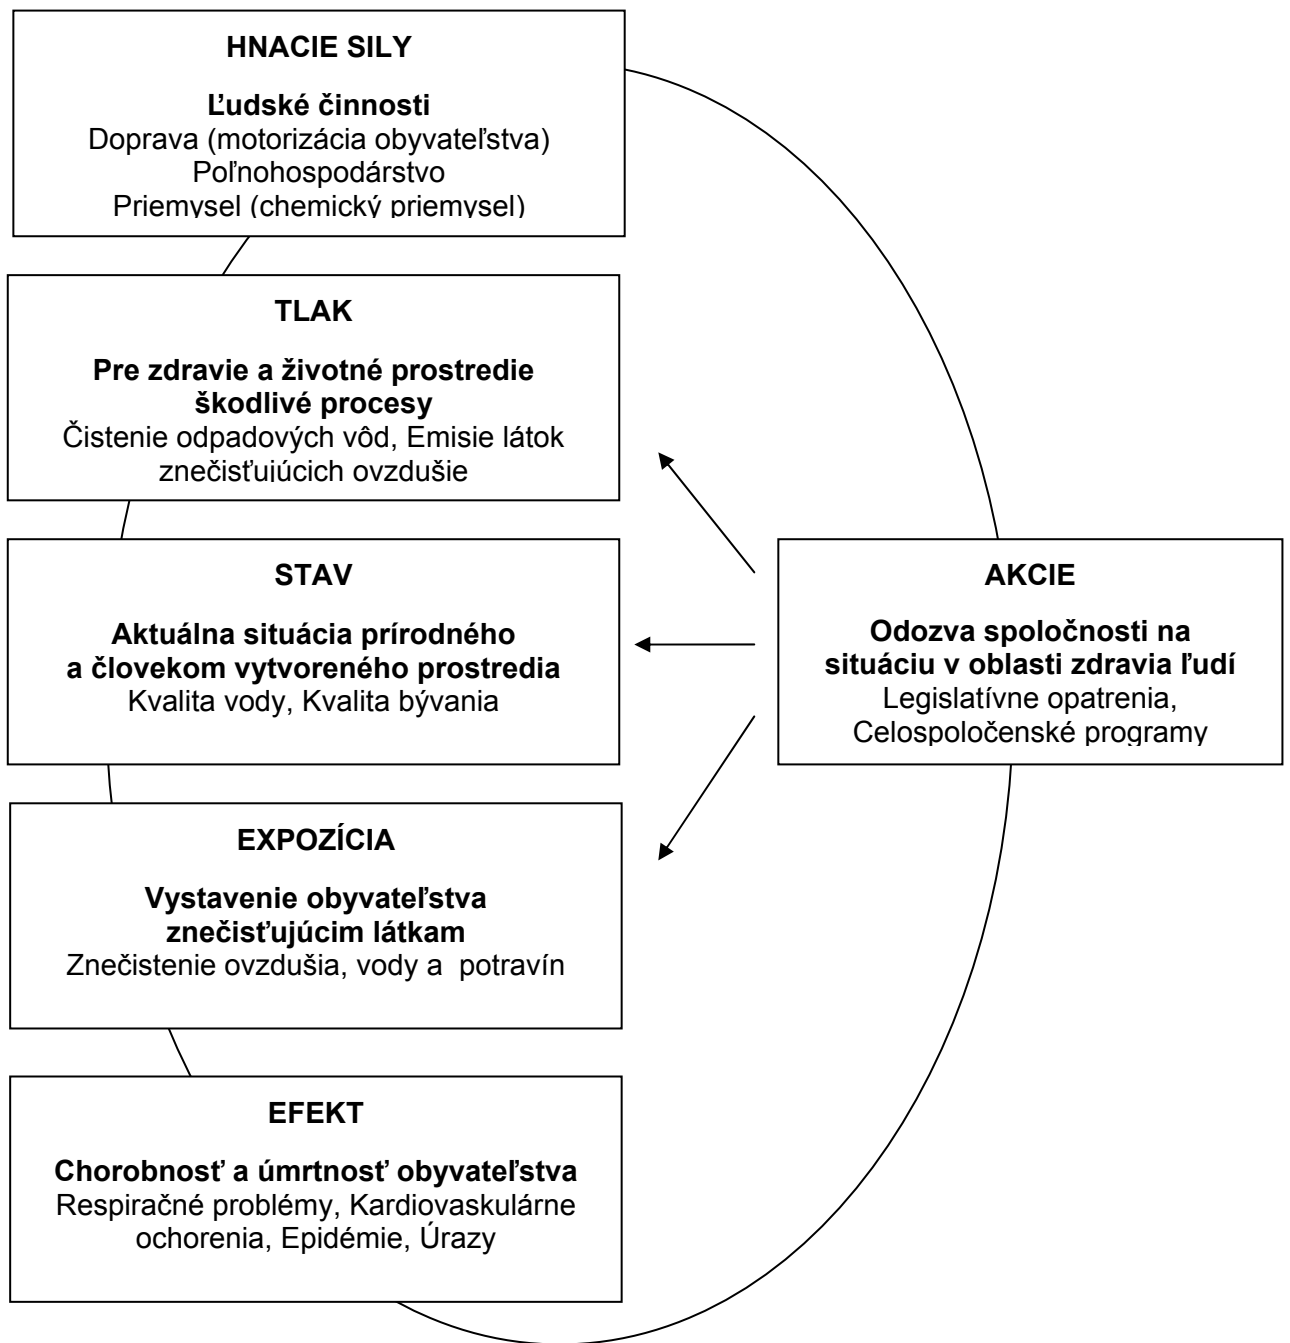 HNACIE SILY
Ľudské činnosti
Doprava (motorizácia obyvateľstva)
Poľnohospodárstvo
Priemysel (chemický priemysel)
TLAK
Pre zdravie a životné prostredie
škodlivé procesy
Čistenie odpadových vôd, Emisie látok
znečisťujúcich ovzdušie
STAV
Aktuálna situácia prírodného
a človekom vytvoreného prostredia
Kvalita vody, Kvalita bývania
AKCIE
Odozva spoločnosti na
situáciu v oblasti zdravia ľudí
Legislatívne opatrenia,
Celospoločenské programy
EXPOZÍCIA
Vystavenie obyvateľstva
znečisťujúcim látkam
Znečistenie ovzdušia, vody a  potravín
EFEKT
Chorobnosť a úmrtnosť obyvateľstva
Respiračné problémy, Kardiovaskulárne
ochorenia, Epidémie, Úrazy